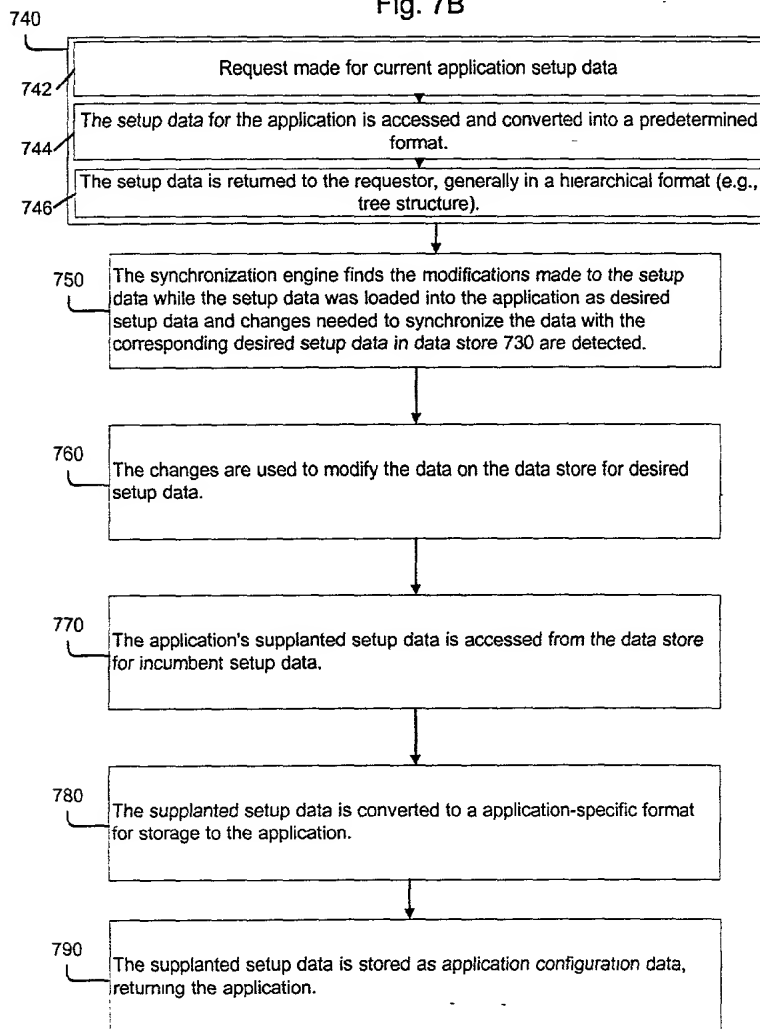 Fig. 7B
740
742
Request made for current application setup data
744
The setup data for the application is accessed and converted into a predetermined
format.
746
The setup data is returned to the requestor, generally in a hierarchical format (e.g.,
tree structure).
750
The synchronization engine finds the modifications made to the setup
data while the setup data was loaded into the application as desired
setup data and changes needed to synchronize the data with the
corresponding desired setup data in data store 730 are detected.
760
The changes are used to modify the data on the data store for desired
setup data.
770
The application's supplanted setup data is accessed from the data store
for incumbent setup data.
780
The supplanted setup data is converted to a application-specific format
for storage to the application.
790
The supplanted setup data is stored as application configuration data,
returning the application.